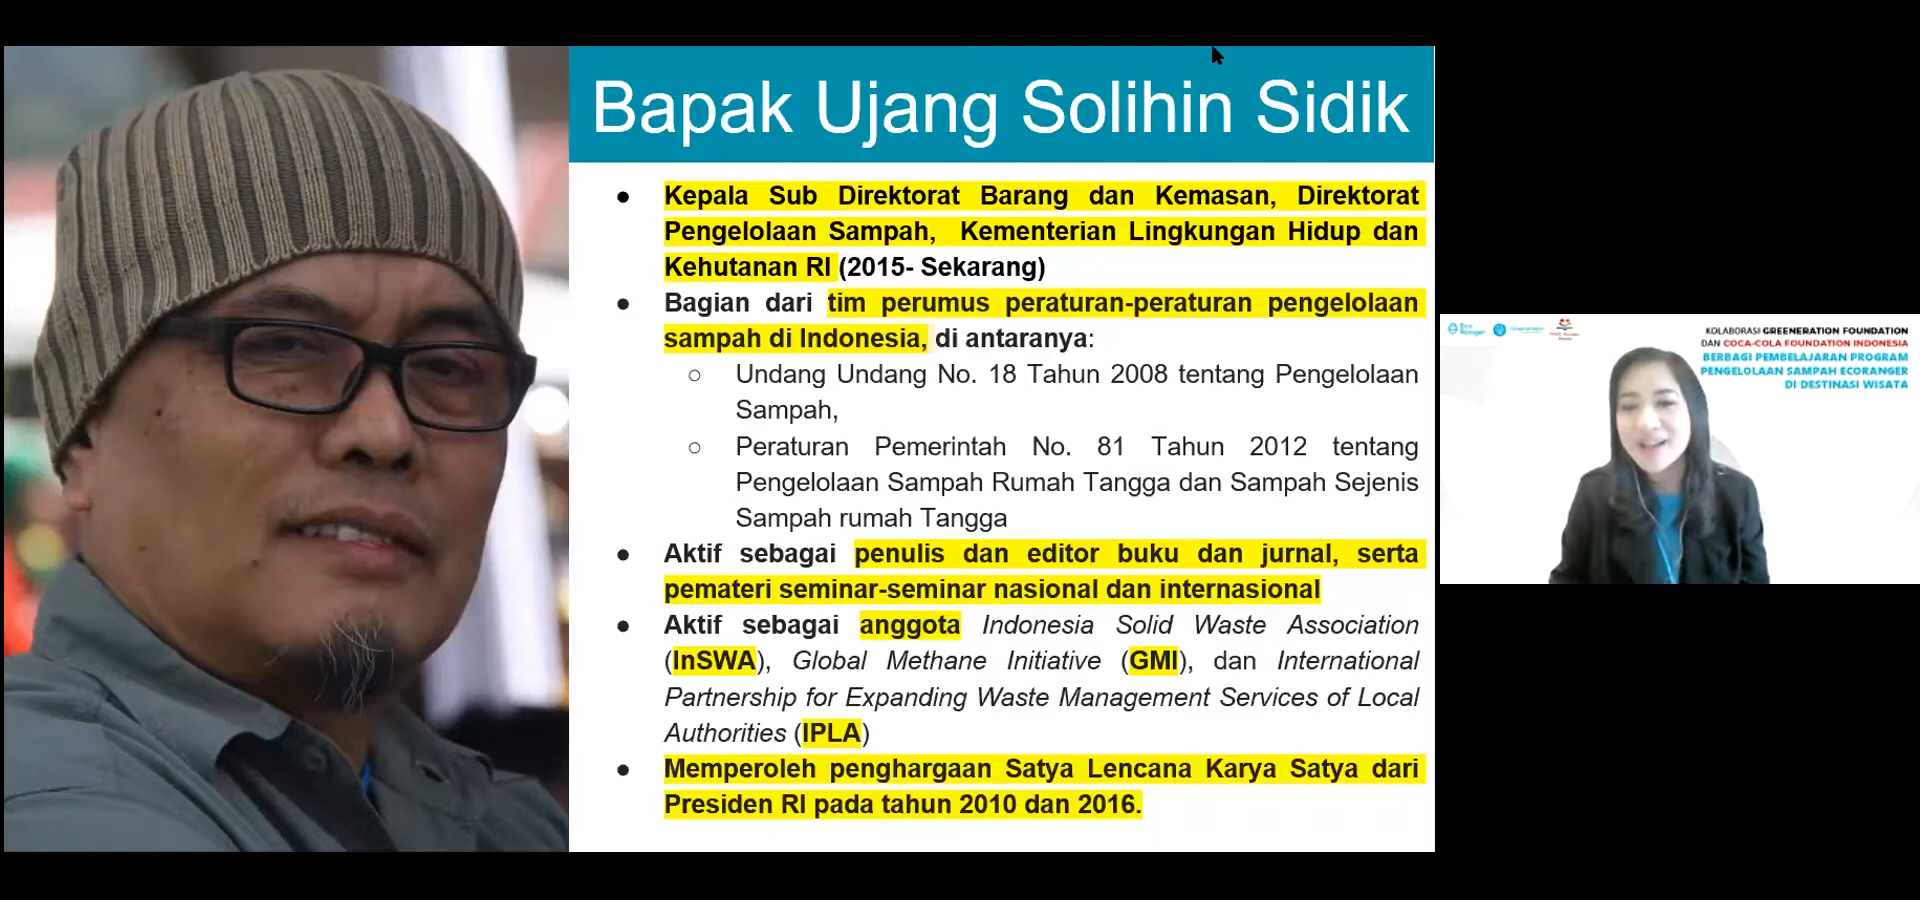 Bapak Ujang Solihin Sidik
● Kepala Sub Direktorat Barang dan Kemasan, Direktorat
Pengelolaan Sampah, Kementerian Lingkungan Hidup dan
Kehutanan RI (2015- Sekarang)
● Bagian dari tim perumus peraturan-peraturan pengelolaan
sampah di Indonesia, di antaranya:
○ Undang Undang No. 18 Tahun 2008 tentang Pengelolaan
Sampah,
○ Peraturan Pemerintah No. 81 Tahun 2012 tentang
Pengelolaan Sampah Rumah Tangga dan Sampah Sejenis
Sampah rumah Tangga
● Aktif sebagai penulis dan editor buku dan jurnal, serta
pemateri seminar-seminar nasional dan internasional
● Aktif sebagai anggota Indonesia Solid Waste Association
(InSWA), Global Methane Initiative (GMI), dan International
Partnership for Expanding Waste Management Services of Local
Authorities (IPLA)
● Memperoleh penghargaan Satya Lencana Karya Satya dari
Presiden RI pada tahun 2010 dan 2016.
Eco
Ranger
KOLABORASI GREENERATION FOUNDATION
DAN COCA-COLA FOUNDATION INDONESIA
BERBAGI PEMBELAJARAN PROGRAM
PENGELOLAAN SAMPAH ECORANGER
DI DESTINASI WISATA